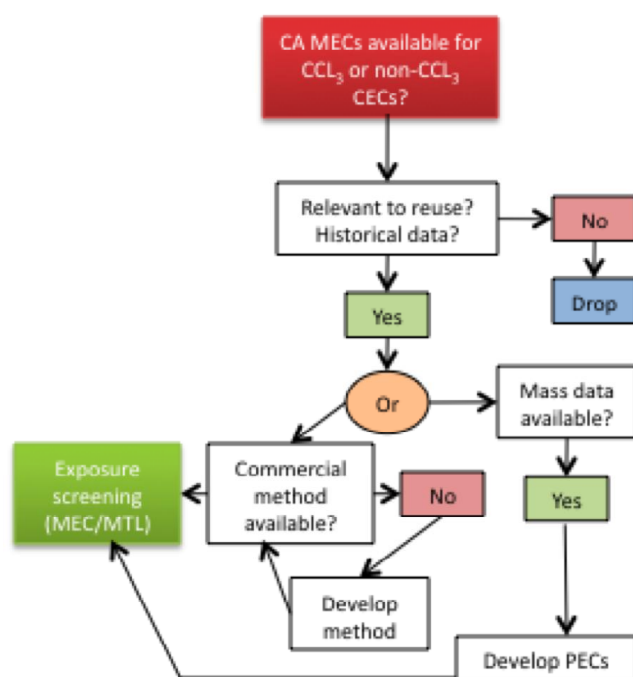 CA MECs available for
CCL₃ or non-CCL₃
CECs?
Relevant to reuse?
Historical data?
No
Yes
Drop
Or
Mass data
available?
Exposure
screening
(MEC/MTL)
Commercial
method
available?
No
Yes
Develop
method
Develop PECs